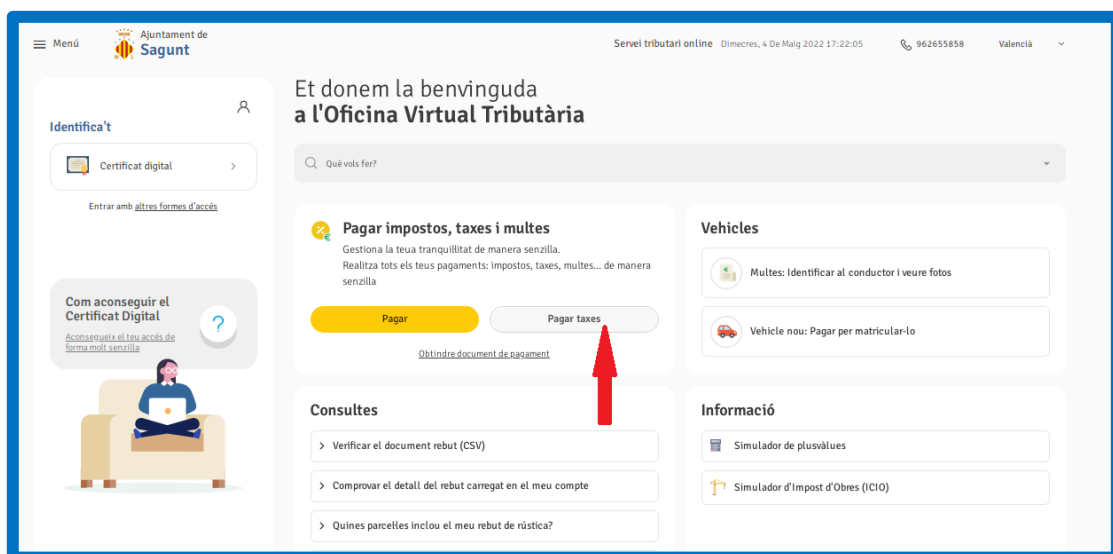 Menú
Ajuntament de
Sagunt
Servei tributari online Dimecres, 4 De Maig 2022 17:22:05
962655858
Valencià
Identifica't
Certificat digital
Entrar amb altres formes d'accés
Com aconseguir el
Certificat Digital
Aconsegueix el teu accés de
forma molt senzilla
?
Et donem la benvinguda
a l'Oficina Virtual Tributària
Què vols fer?
Pagar impostos, taxes i multes
Gestiona la teua tranquil·litat de manera senzilla.
Realitza tots els teus pagaments: impostos, taxes, multes... de manera
senzilla
Pagar
Pagar taxes
Obtindre document de pagament
Vehicles
Multes: Identificar al conductor i veure fotos
Vehicle nou: Pagar per matricular-lo
Consultes
Verificar el document rebut (CSV)
Comprovar el detall del rebut carregat en el meu compte
Quines parcel·les inclou el meu rebut de rústica?
Informació
Simulador de plusvàlues
Simulador d'Impost d'Obres (ICIO)